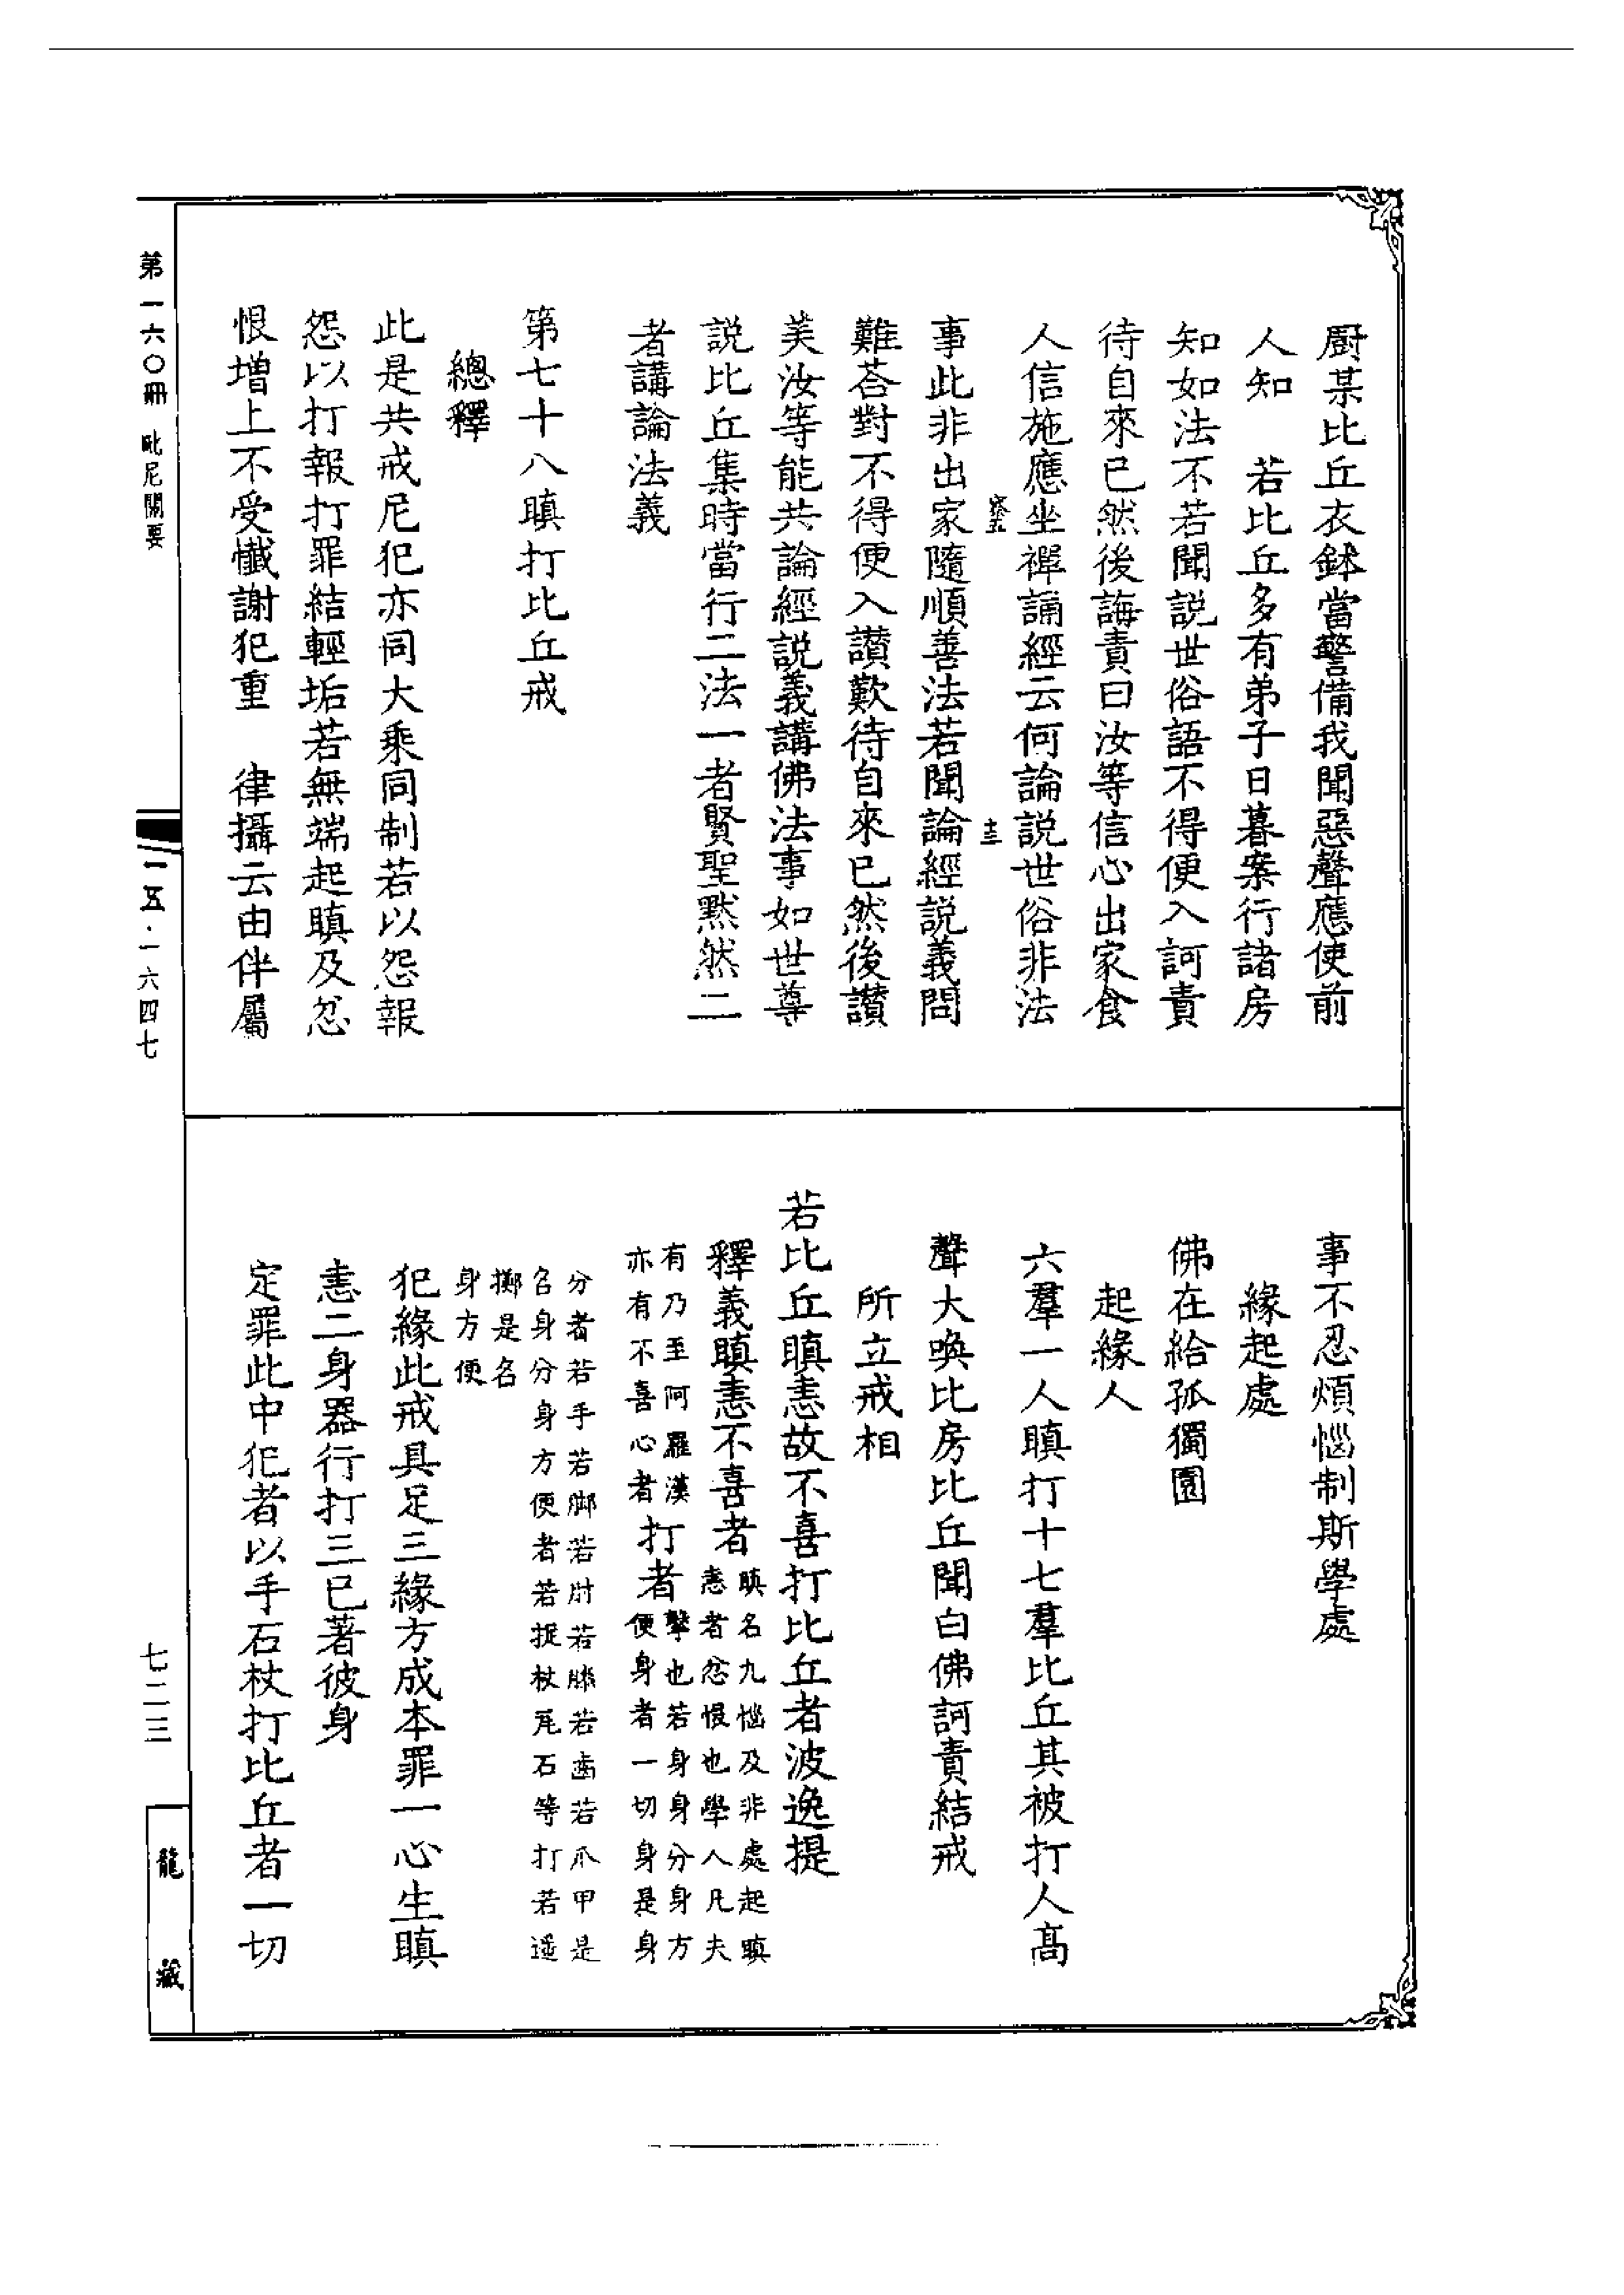 厨某比丘衣鉢當警備我聞惡聲應使前
人知　若比丘多有弟子日暮案行諸房
知如法不若聞説世俗語不得便入訶責
待自來已然後誨責曰汝等信心出家食
人信施應坐禪誦經云何論説世俗非法
十三
事此非出家隨順善法若聞論經説義問
難荅對不得便入讃歎待自來已然後讃
美汝等能共論經説義講佛法事如世尊
説比丘集時當行二法一者賢聖黙然二
者講論法義
第七十八瞋打比丘戒
總釋
此是共戒尼犯亦同大乘同制若以怨報
怨以打報打罪結輕垢若無端起瞋及忿
恨增上不受懺謝犯重　律攝云由伴屬
事不忍煩惱制斯學處
緣起處
佛在給孤獨園
起緣人
六羣一人瞋打十七羣比丘其被打人高
聲大喚比房比丘聞白佛訶責結戒
所立戒相
若比丘瞋恚故不喜打比丘者波逸提
釋義瞋恚不喜者瞋名九惱及非處起瞋恚者忿恨也學人凡夫
有乃至阿羅漢亦有不喜心者打者擊也若身身分身方便身者一切身是身
分者若手若脚若肘若膝若齒若爪甲是
名身分身方便者若捉杖瓦石等打若遥
擲是名
身方便
犯緣此戒具足三緣方成本罪一心生瞋
恚二身器行打三已著彼身
定罪此中犯者以手石杖打比丘者一切
第一六〇冊　毗尼關要
一五·一六四七
七二三
龍藏